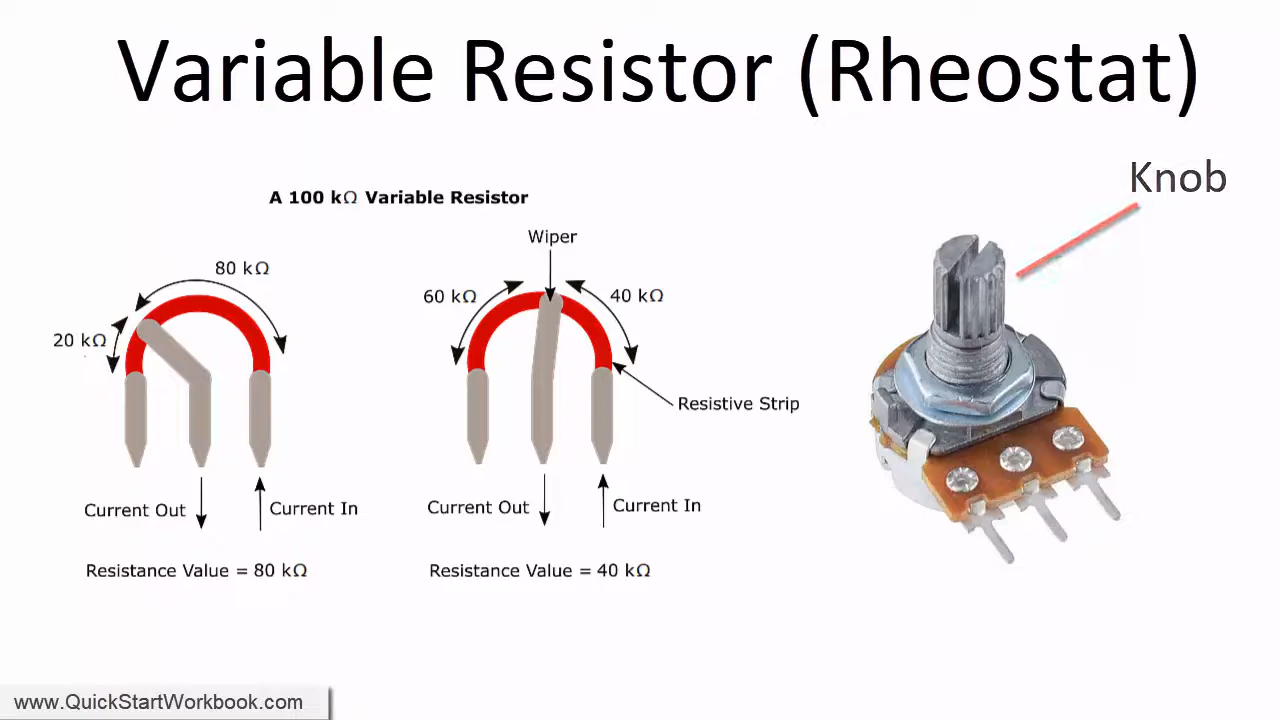 Variable Resistor (Rheostat)
Knob
A 100 kΩ Variable Resistor
Wiper
80 kΩ
20 kΩ
60 kΩ
40 kΩ
Resistive Strip
Current Out
Current In
Current Out
Current In
Resistance Value = 80 kΩ
Resistance Value = 40 kΩ
www.QuickStartWorkbook.com